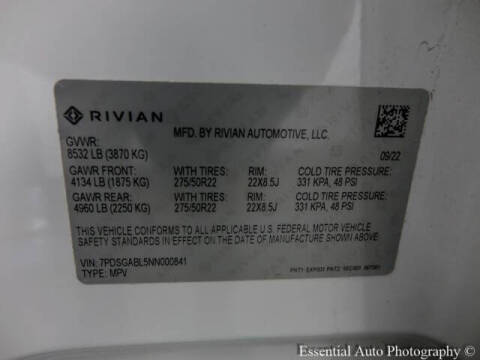 RIVIAN
MFD. BY RIVIAN AUTOMOTIVE, LLC.
GVWR:
8532 LB (3870 KG)
09/22
GAWR FRONT: WITH TIRES: RIM: COLD TIRE PRESSURE:
4134 LB (1875 KG) 275/50R22 22X8.5J 331 KPA, 48 PSI
GAWR REAR: WITH TIRES: RIM: COLD TIRE PRESSURE:
4960 LB (2250 KG) 275/50R22 22X8.5J 331 KPA, 48 PSI
THIS VEHICLE CONFORMS TO ALL APPLICABLE U.S. FEDERAL MOTOR VEHICLE
SAFETY STANDARDS IN EFFECT ON THE DATE OF MANUFACTURE SHOWN ABOVE.
VIN: 7PDSGABL5NN000841
TYPE: MPV
Essential Auto Photography ©